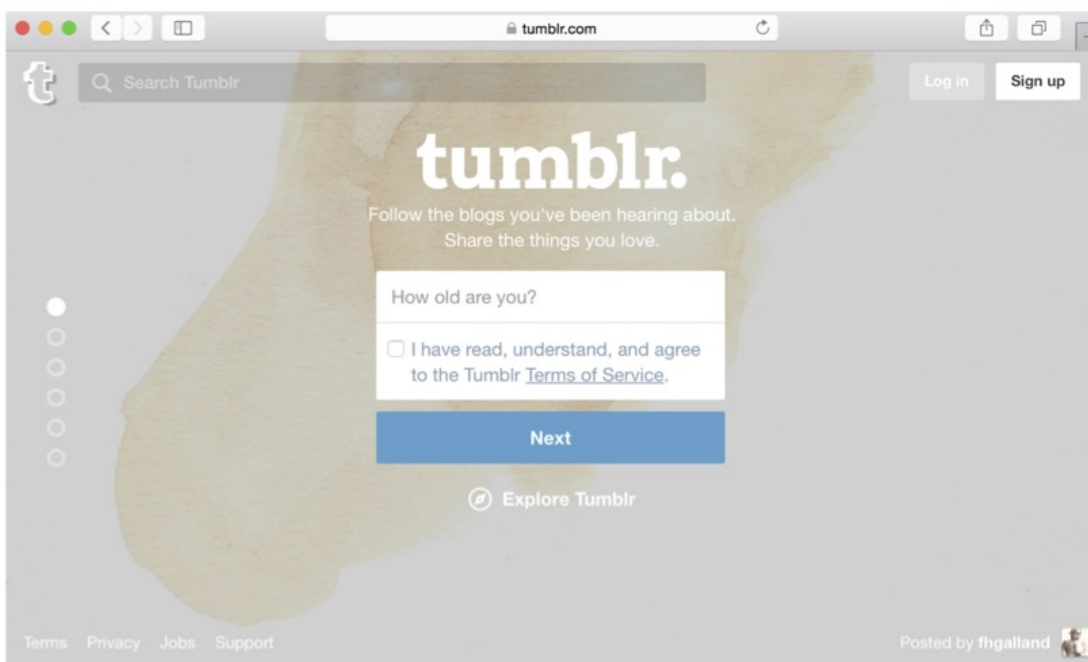 tumblr.com
t
Search Tumblr
Log in
Sign up
tumblr.
Follow the blogs you've been hearing about.
Share the things you love.
How old are you?
I have read, understand, and agree
to the Tumblr Terms of Service.
Next
Explore Tumblr
Terms Privacy Jobs Support
Posted by fhgalland